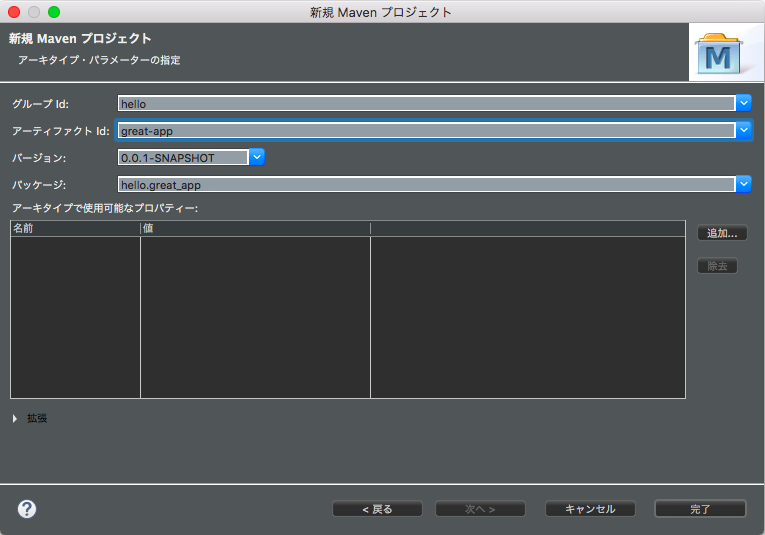 新規 Maven プロジェクト
新規 Maven プロジェクト
アーキタイプ・パラメーターの指定
M
グループ Id: hello
アーティファクト Id: great-app
バージョン: 0.0.1-SNAPSHOT
パッケージ: hello.great_app
アーキタイプで使用可能なプロパティー:
名前 値
追加...
除去
拡張
? < 戻る 次へ > キャンセル 完了